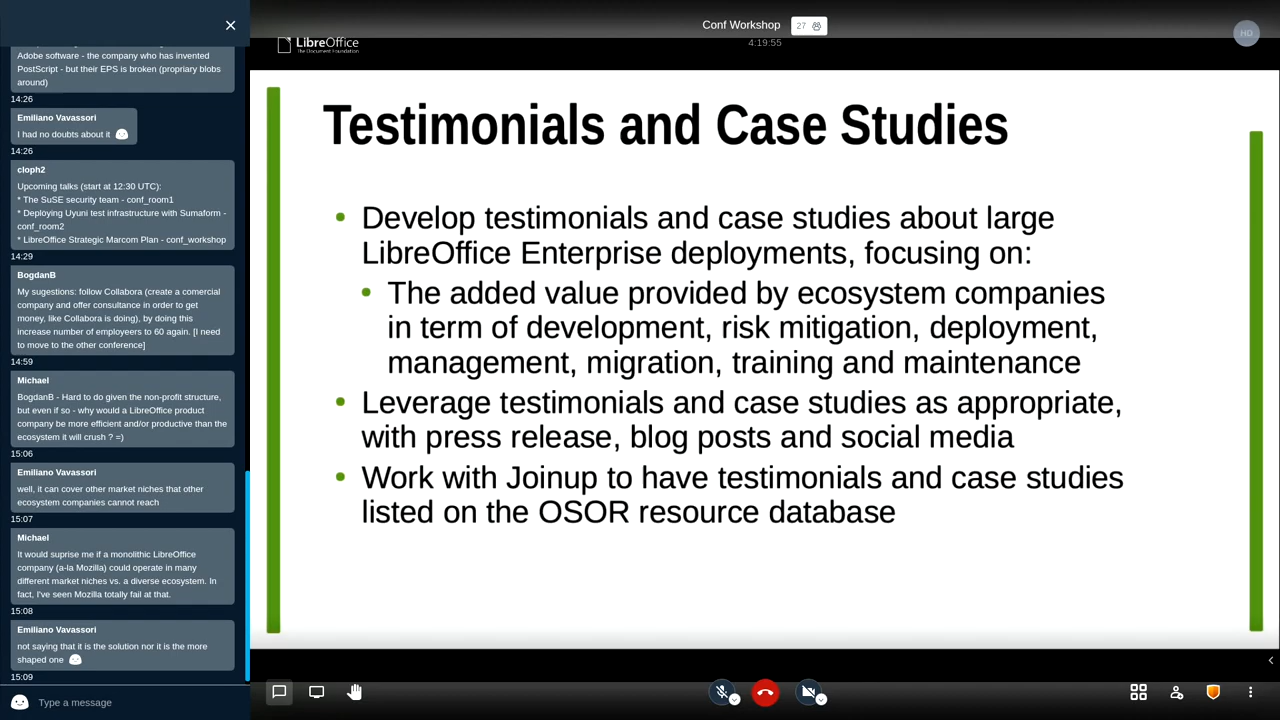 Adobe software - the company who has invented
PostScript - but their EPS is broken (propriary blobs
around)
14:26
Emiliano Vavassori
I had no doubts about it
14:26
cloph2
Upcoming talks (start at 12:30 UTC):
* The SuSE security team - conf_room1
* Deploying Uyuni test infrastructure with Sumaform -
conf_room2
* LibreOffice Strategic Marcom Plan - conf_workshop
14:29
BogdanB
My sugestions: follow Collabora (create a comercial
company and offer consultance in order to get
money, like Collabora is doing), by doing this
increase number of employeers to 60 again. [I need
to move to the other conference]
14:59
Michael
BogdanB - Hard to do given the non-profit structure,
but even if so - why would a LibreOffice product
company be more efficient and/or productive than the
ecosystem it will crush ? =)
15:06
Emiliano Vavassori
well, it can cover other market niches that other
ecosystem companies cannot reach
15:07
Michael
It would suprise me if a monolithic LibreOffice
company (a-la Mozilla) could operate in many
different market niches vs. a diverse ecosystem. In
fact, I've seen Mozilla totally fail at that.
15:08
Emiliano Vavassori
not saying that it is the solution nor it is the more
shaped one
15:09
Type a message
Conf Workshop 27
4:19:55
HD
LibreOffice
The Document Foundation
Testimonials and Case Studies
• Develop testimonials and case studies about large
LibreOffice Enterprise deployments, focusing on:
• The added value provided by ecosystem companies
in term of development, risk mitigation, deployment,
management, migration, training and maintenance
• Leverage testimonials and case studies as appropriate,
with press release, blog posts and social media
• Work with Joinup to have testimonials and case studies
listed on the OSOR resource database